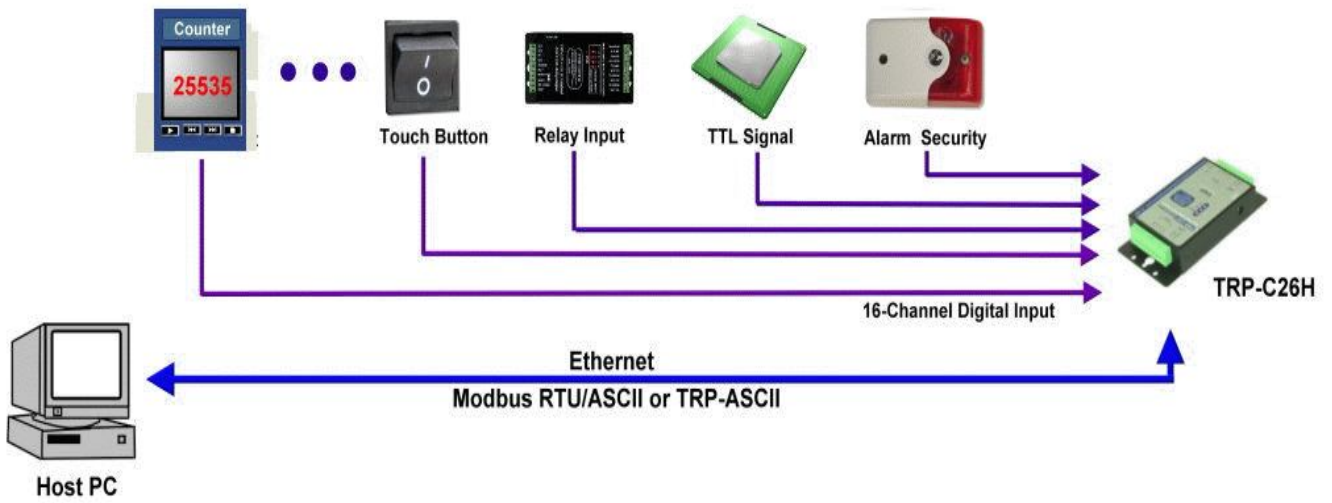 Counter
25535
I
O
Touch Button
Relay Input
TTL Signal
Alarm Security
TRP-C26H
16-Channel Digital Input
Ethernet
Modbus RTU/ASCII or TRP-ASCII
Host PC